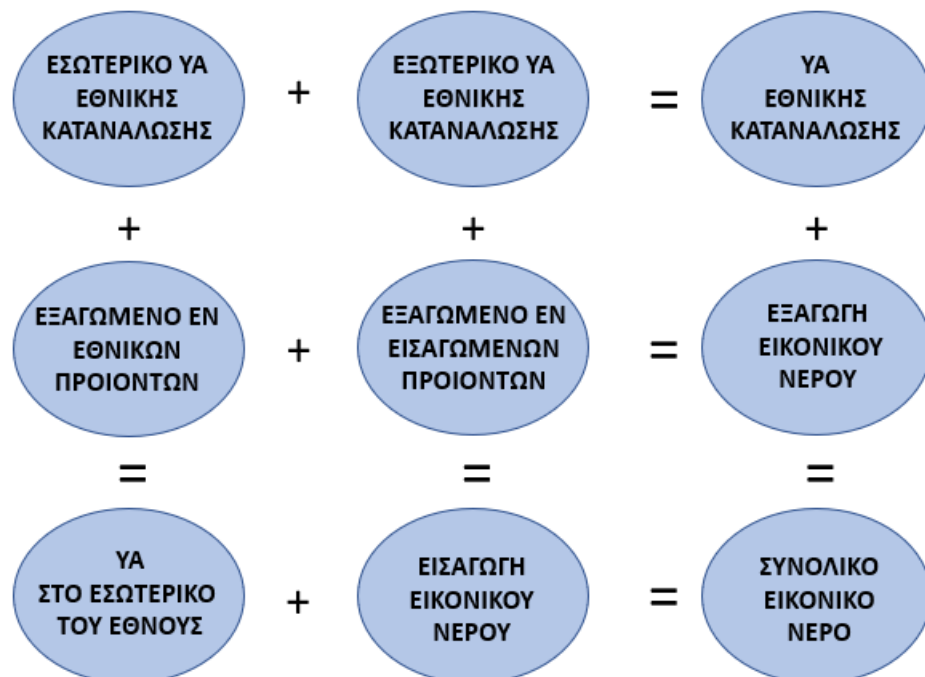 ΕΣΩΤΕΡΙΚΟ ΥΑ
ΕΘΝΙΚΗΣ
ΚΑΤΑΝΑΛΩΣΗΣ
+
ΕΞΩΤΕΡΙΚΟ ΥΑ
ΕΘΝΙΚΗΣ
ΚΑΤΑΝΑΛΩΣΗΣ
=
ΥΑ
ΕΘΝΙΚΗΣ
ΚΑΤΑΝΑΛΩΣΗΣ
+
+
+
ΕΞΑΓΩΜΕΝΟ ΕΝ
ΕΘΝΙΚΩΝ
ΠΡΟΙΟΝΤΩΝ
+
ΕΞΑΓΩΜΕΝΟ ΕΝ
ΕΙΣΑΓΩΜΕΝΩΝ
ΠΡΟΙΟΝΤΩΝ
=
ΕΞΑΓΩΓΗ
ΕΙΚΟΝΙΚΟΥ
ΝΕΡΟΥ
=
=
=
ΥΑ
ΣΤΟ ΕΣΩΤΕΡΙΚΟ
ΤΟΥ ΕΘΝΟΥΣ
+
ΕΙΣΑΓΩΓΗ
ΕΙΚΟΝΙΚΟΥ
ΝΕΡΟΥ
=
ΣΥΝΟΛΙΚΟ
ΕΙΚΟΝΙΚΟ
ΝΕΡΟ